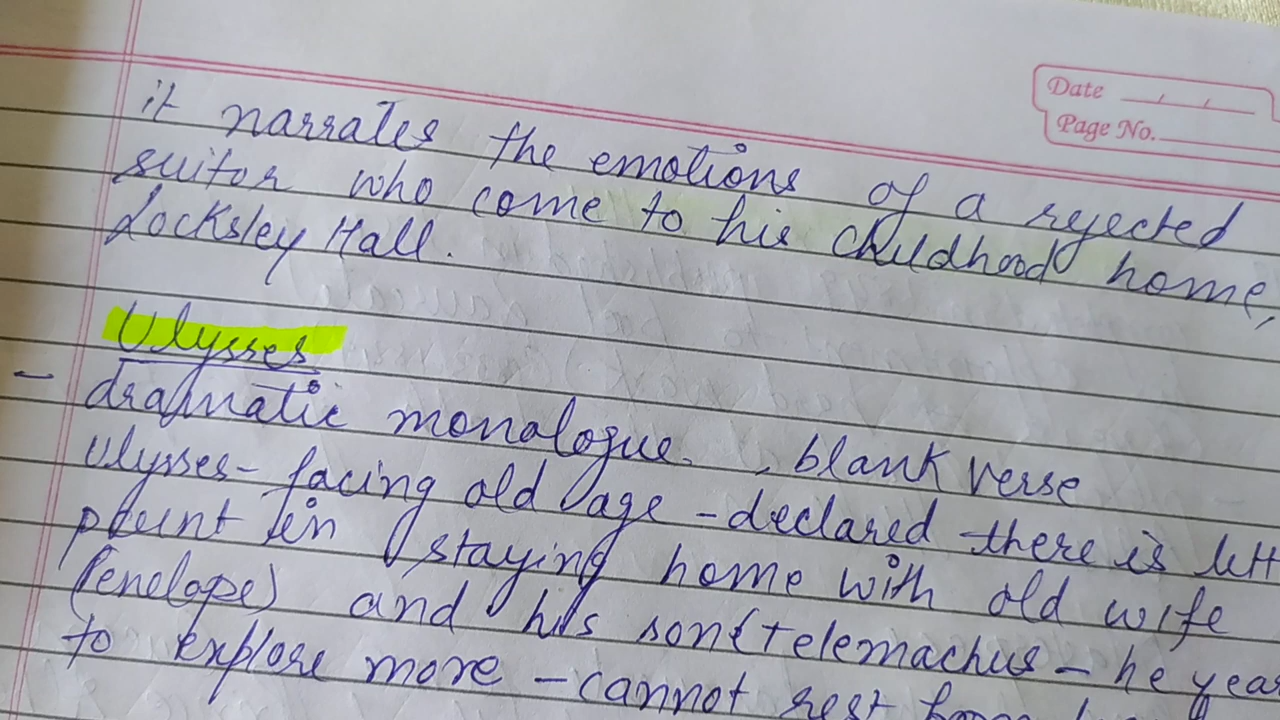 Date / /
Page No.
it narrates the emotions of a rejected
suitor who come to his childhood home,
Locksley Hall.
Ulysses
- dramatic monologue. , blank verse
Ulysses - facing old age - declared there is
point in staying home with old wife
(Penelope) and his son (Telemachus - he
to explore more - cannot rest